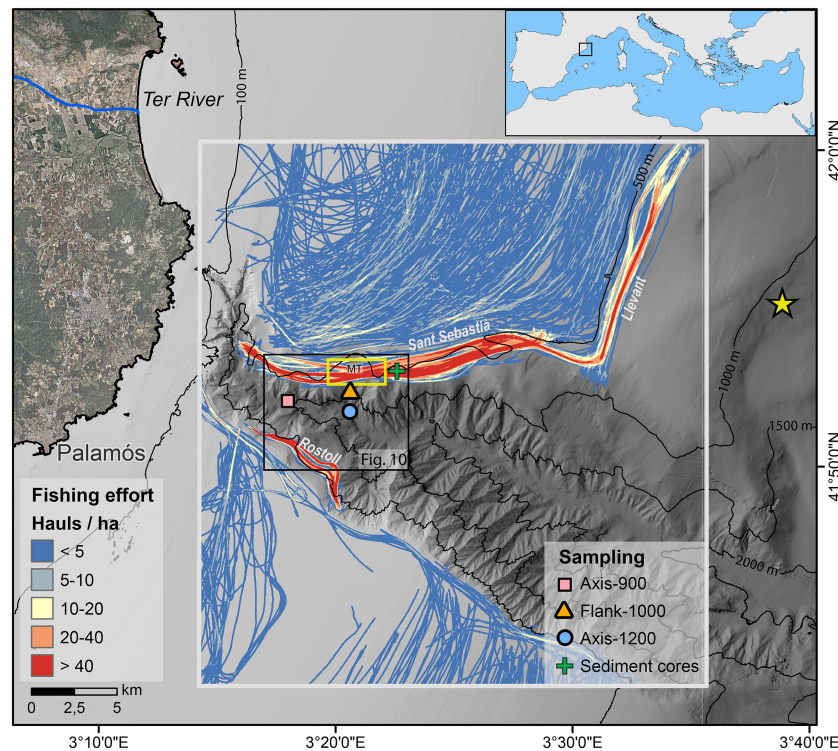 Ter River
100 m
42°0'0"N
500 m
Llevant
Sant Sebastià
MT
1000 m
1500 m
Palamós
Rostoll
Fig. 10
41°50'0"N
2000 m
Fishing effort
Hauls / ha
< 5
5-10
10-20
20-40
> 40
km
0 2,5 5
Sampling
Axis-900
Flank-1000
Axis-1200
Sediment cores
3°10'0"E 3°20'0"E 3°30'0"E 3°40'0"E